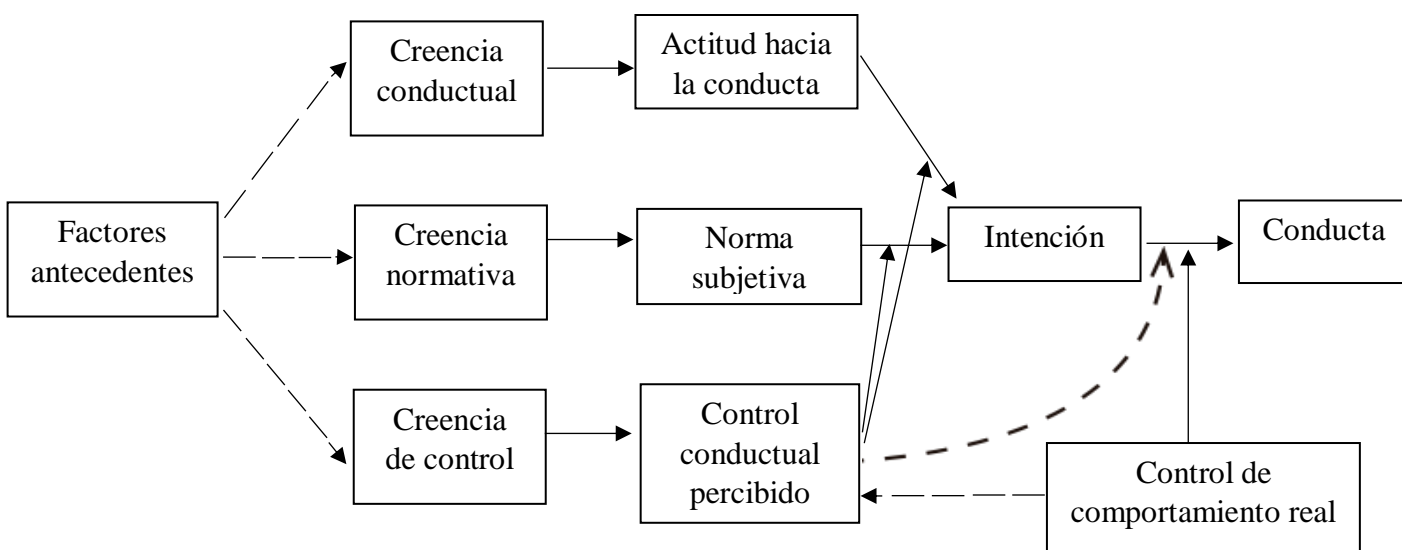 Creencia
conductual
Actitud hacia
la conducta
Factores
antecedentes
Creencia
normativa
Norma
subjetiva
Intención
Conducta
Creencia
de control
Control
conductual
percibido
Control de
comportamiento real